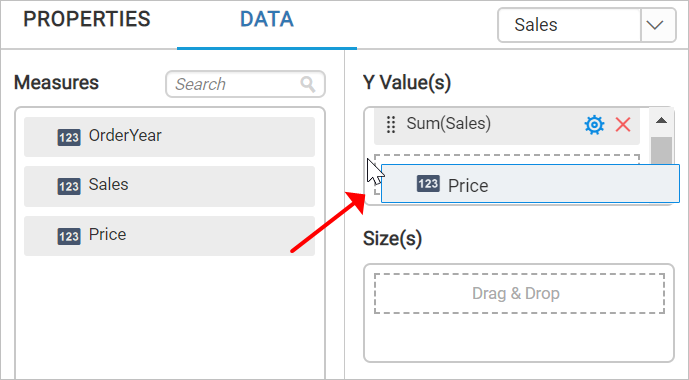 PROPERTIES
DATA
Sales
Measures
Search
123 OrderYear
123 Sales
123 Price
Y Value(s)
Sum(Sales)
123 Price
Size(s)
Drag & Drop